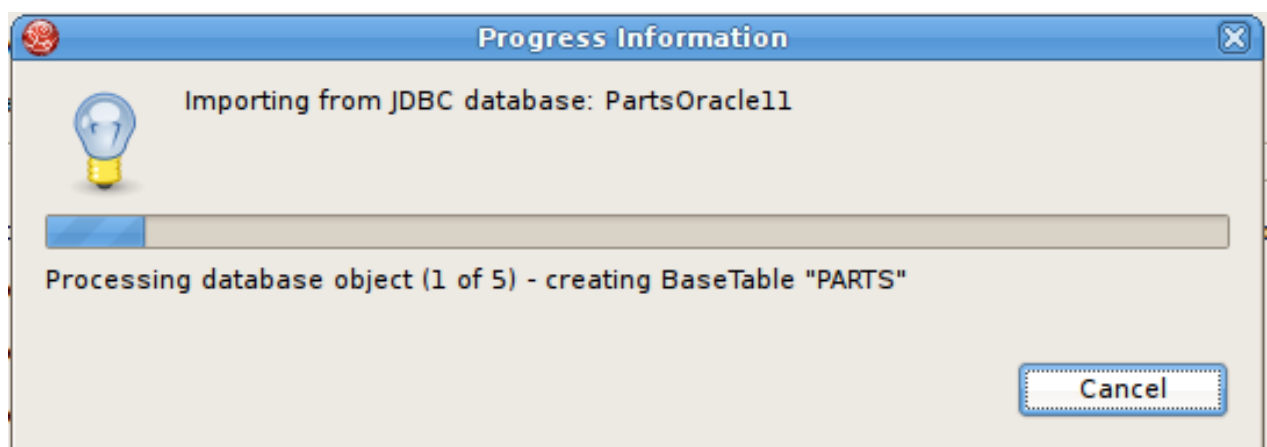 Progress Information
Importing from JDBC database: PartsOracle11
Processing database object (1 of 5) - creating BaseTable "PARTS"
Cancel